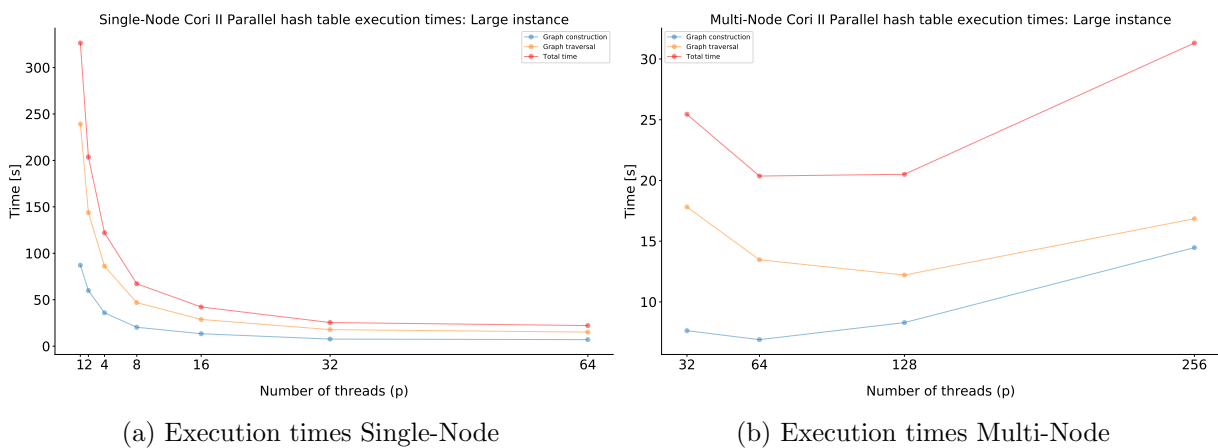 Single-Node Cori II Parallel hash table execution times: Large instance
Graph construction
Graph traversal
Total time
Time [s]
300
250
200
150
100
50
0
1 2 4 8 16 32 64
Number of threads (p)
(a) Execution times Single-Node
Multi-Node Cori II Parallel hash table execution times: Large instance
Graph construction
Graph traversal
Total time
Time [s]
30
25
20
15
10
32 64 128 256
Number of threads (p)
(b) Execution times Multi-Node